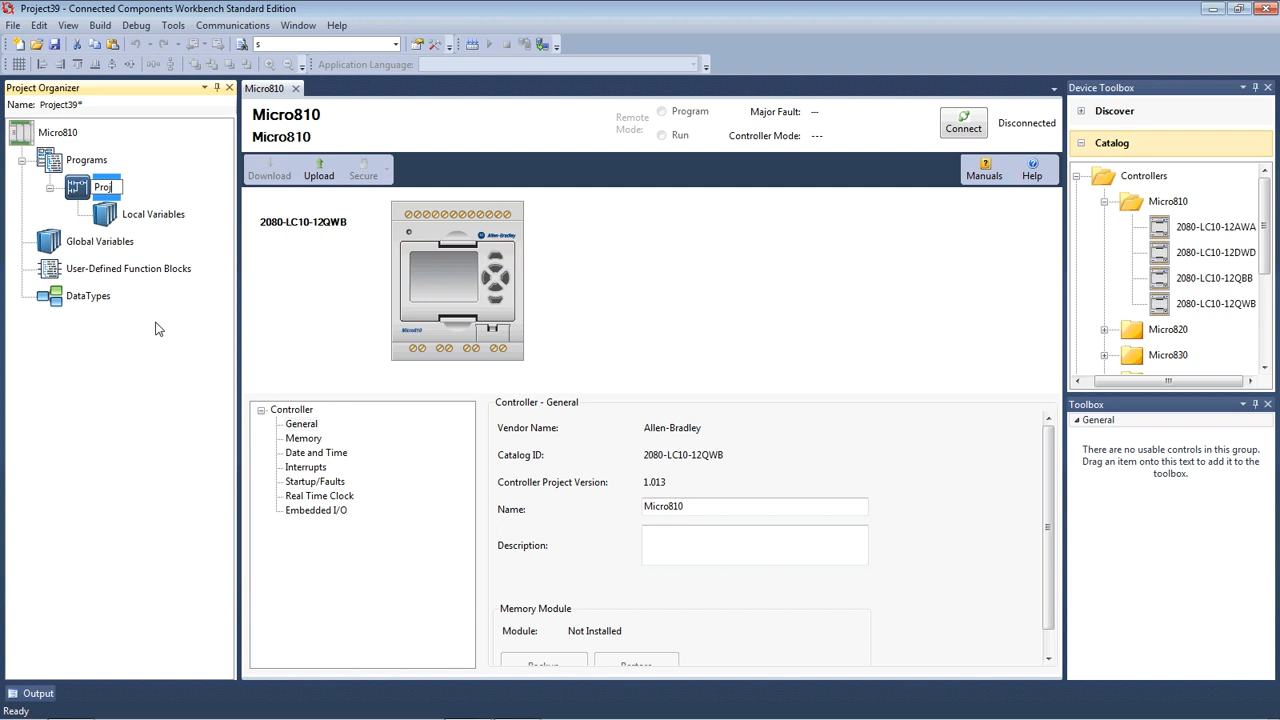 Project39 - Connected Components Workbench Standard Edition
File Edit View Build Debug Tools Communications Window Help
s
Application Language:
Project Organizer
Name: Project39*
Micro810
Programs
Proj
Local Variables
Global Variables
User-Defined Function Blocks
DataTypes
Micro810
Micro810
Micro810
Remote Mode:
Program
Run
Major Fault: ---
Controller Mode: ---
Connect
Disconnected
Download Upload Secure
Manuals Help
2080-LC10-12QWB
Allen-Bradley
Micro810
Controller
General
Memory
Date and Time
Interrupts
Startup/Faults
Real Time Clock
Embedded I/O
Controller - General
Vendor Name: Allen-Bradley
Catalog ID: 2080-LC10-12QWB
Controller Project Version: 1.013
Name: Micro810
Description:
Memory Module
Module: Not Installed
Backup Restore
Device Toolbox
Discover
Catalog
Controllers
Micro810
2080-LC10-12AWA
2080-LC10-12DWD
2080-LC10-12QBB
2080-LC10-12QWB
Micro820
Micro830
Toolbox
General
There are no usable controls in this group.
Drag an item onto this text to add it to the
toolbox.
Output
Ready